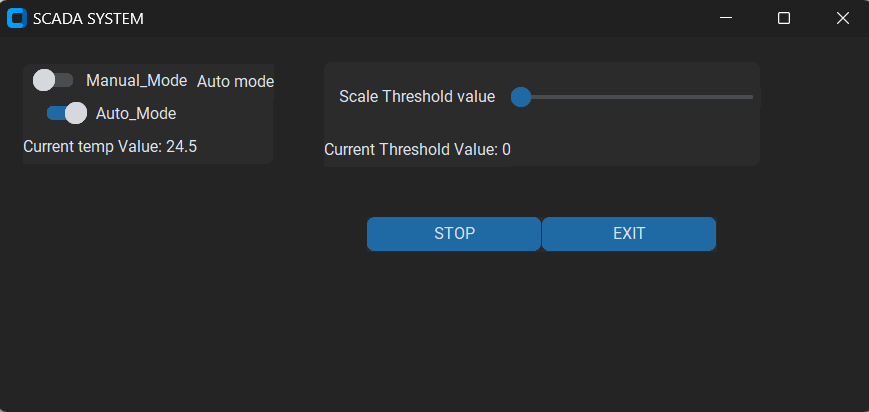 SCADA SYSTEM
Manual_Mode Auto mode
Auto_Mode
Current temp Value: 24.5
Scale Threshold value
Current Threshold Value: 0
STOP EXIT